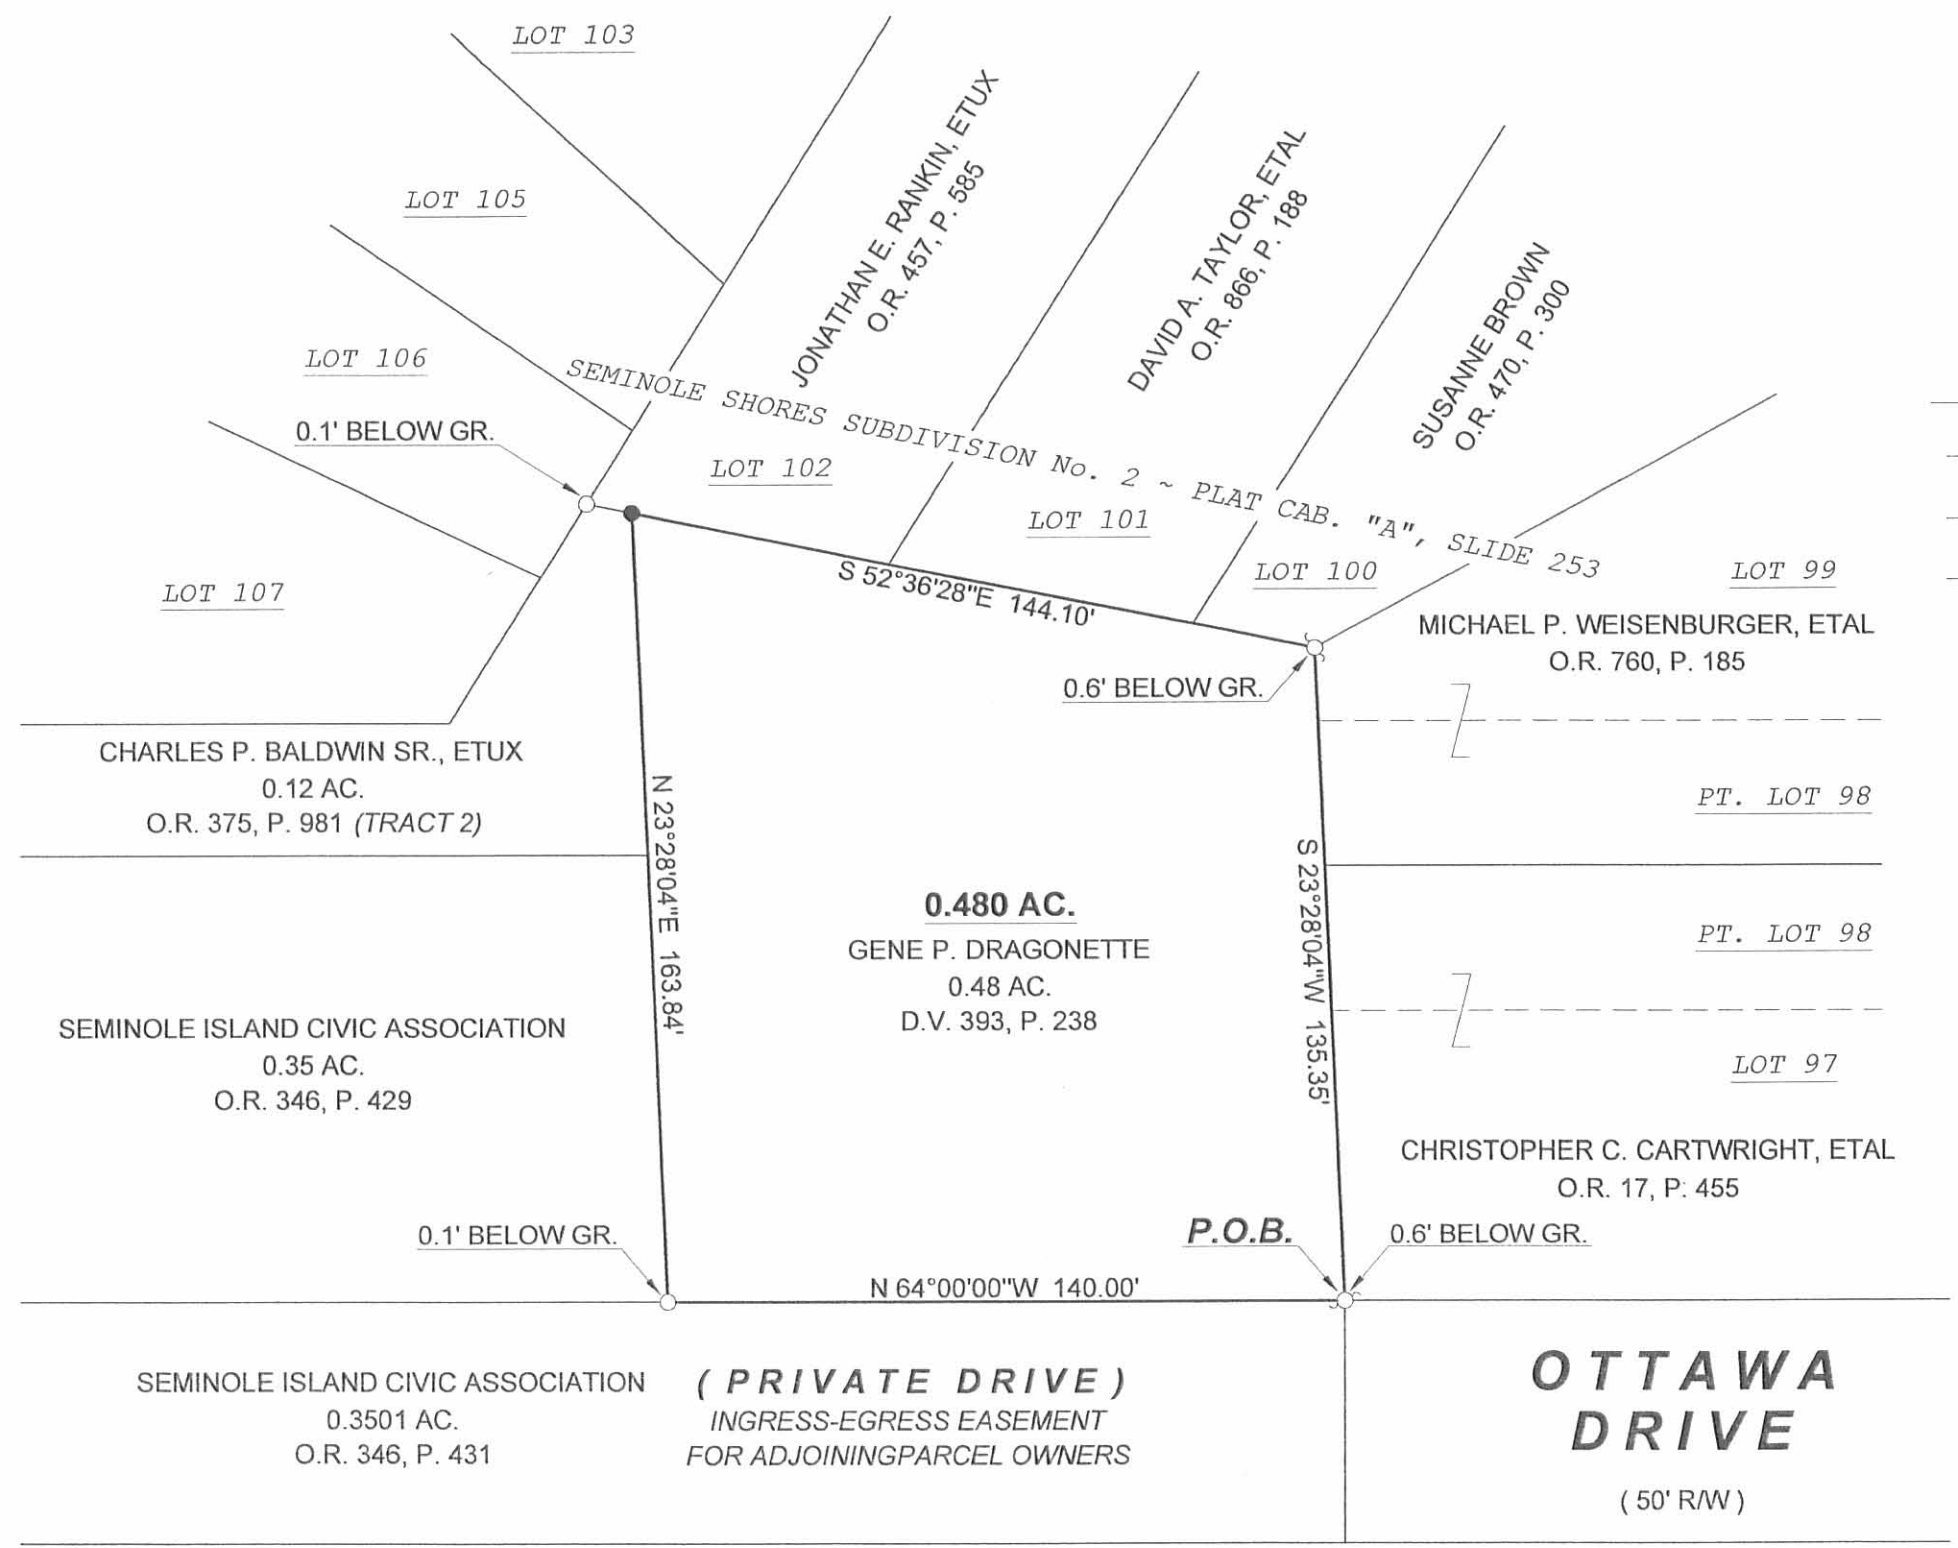 LOT 103
JONATHAN E. RANKIN, ETUX
O.R. 457, P. 585
DAVID A. TAYLOR, ETAL
O.R. 866, P. 188
SUSANNE BROWN
O.R. 470, P. 300
LOT 105
LOT 106
0.1' BELOW GR.
SEMINOLE SHORES SUBDIVISION No. 2 ~ PLAT CAB. "A", SLIDE 253
LOT 102
LOT 101
LOT 100
LOT 99
S 52°36'28"E 144.10'
LOT 107
MICHAEL P. WEISENBURGER, ETAL
O.R. 760, P. 185
0.6' BELOW GR.
CHARLES P. BALDWIN SR., ETUX
0.12 AC.
O.R. 375, P. 981 (TRACT 2)
N 23°28'04"E 163.84'
PT. LOT 98
S 23°28'04"W 135.35'
0.480 AC.
GENE P. DRAGONETTE
0.48 AC.
D.V. 393, P. 238
PT. LOT 98
SEMINOLE ISLAND CIVIC ASSOCIATION
0.35 AC.
O.R. 346, P. 429
LOT 97
CHRISTOPHER C. CARTWRIGHT, ETAL
O.R. 17, P. 455
0.1' BELOW GR.
P.O.B.
0.6' BELOW GR.
N 64°00'00"W 140.00'
SEMINOLE ISLAND CIVIC ASSOCIATION
0.3501 AC.
O.R. 346, P. 431
( PRIVATE DRIVE )
INGRESS-EGRESS EASEMENT
FOR ADJOININGPARCEL OWNERS
OTTAWA
DRIVE
( 50' R/W )